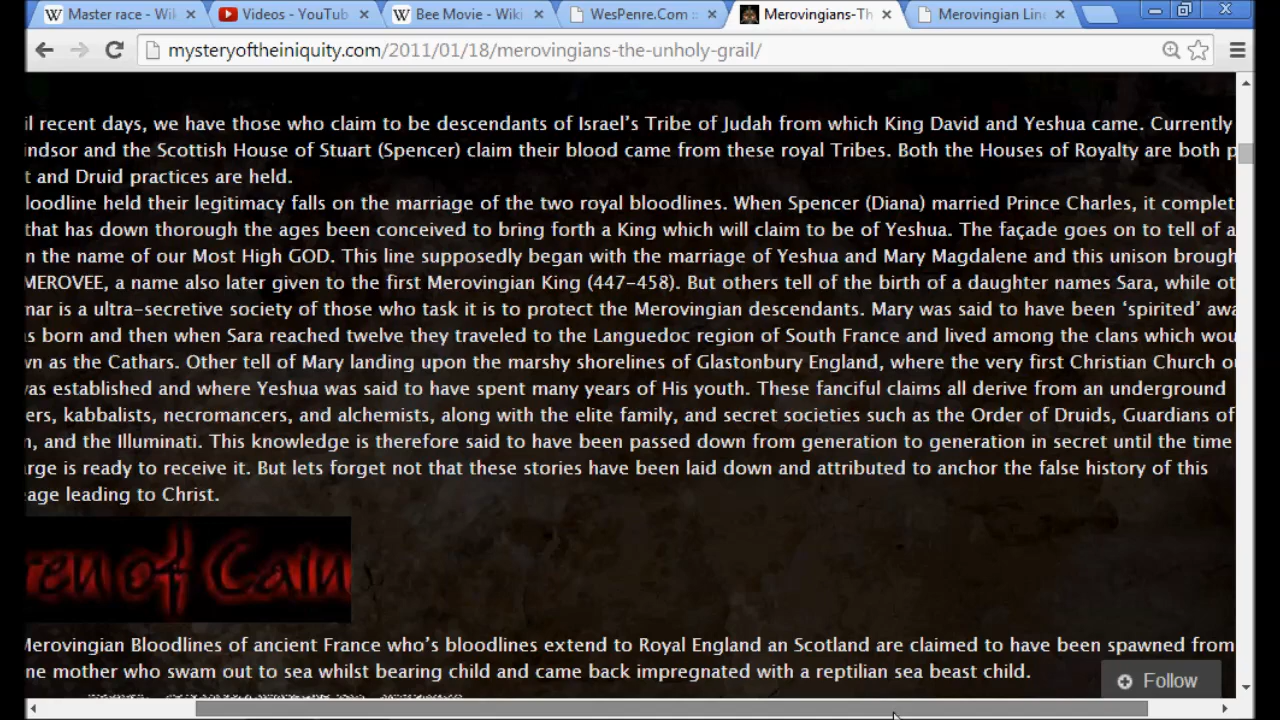 Master race - Wik
Videos - YouTub
Bee Movie - Wiki
WesPenre.Com ::
Merovingians-Th
Merovingian Line
mysteryoftheiniquity.com/2011/01/18/merovingians-the-unholy-grail/
il recent days, we have those who claim to be descendants of Israel's Tribe of Judah from which King David and Yeshua came. Currently
indsor and the Scottish House of Stuart (Spencer) claim their blood came from these royal Tribes. Both the Houses of Royalty are both p
t and Druid practices are held.
loodline held their legitimacy falls on the marriage of the two royal bloodlines. When Spencer (Diana) married Prince Charles, it complet
that has down thorough the ages been conceived to bring forth a King which will claim to be of Yeshua. The façade goes on to tell of a
n the name of our Most High GOD. This line supposedly began with the marriage of Yeshua and Mary Magdalene and this unison brough
MEROVEE, a name also later given to the first Merovingian King (447-458). But others tell of the birth of a daughter names Sara, while ot
nar is a ultra-secretive society of those who task it is to protect the Merovingian descendants. Mary was said to have been ‘spirited’ awa
s born and then when Sara reached twelve they traveled to the Languedoc region of South France and lived among the clans which wou
wn as the Cathars. Other tell of Mary landing upon the marshy shorelines of Glastonbury England, where the very first Christian Church o
was established and where Yeshua was said to have spent many years of His youth. These fanciful claims all derive from an underground
ers, kabbalists, necromancers, and alchemists, along with the elite family, and secret societies such as the Order of Druids, Guardians of
n, and the Illuminati. This knowledge is therefore said to have been passed down from generation to generation in secret until the time
arge is ready to receive it. But lets forget not that these stories have been laid down and attributed to anchor the false history of this
eage leading to Christ.
ren of Cain
Merovingian Bloodlines of ancient France who's bloodlines extend to Royal England an Scotland are claimed to have been spawned from
ne mother who swam out to sea whilst bearing child and came back impregnated with a reptilian sea beast child.
Follow